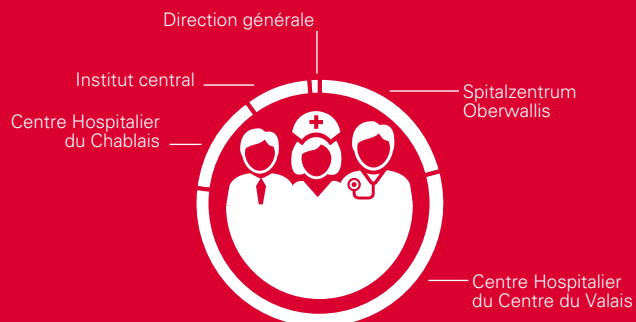 Direction générale
Institut central
Centre Hospitalier
du Chablais
Spitalzentrum
Oberwallis
Centre Hospitalier
du Centre du Valais